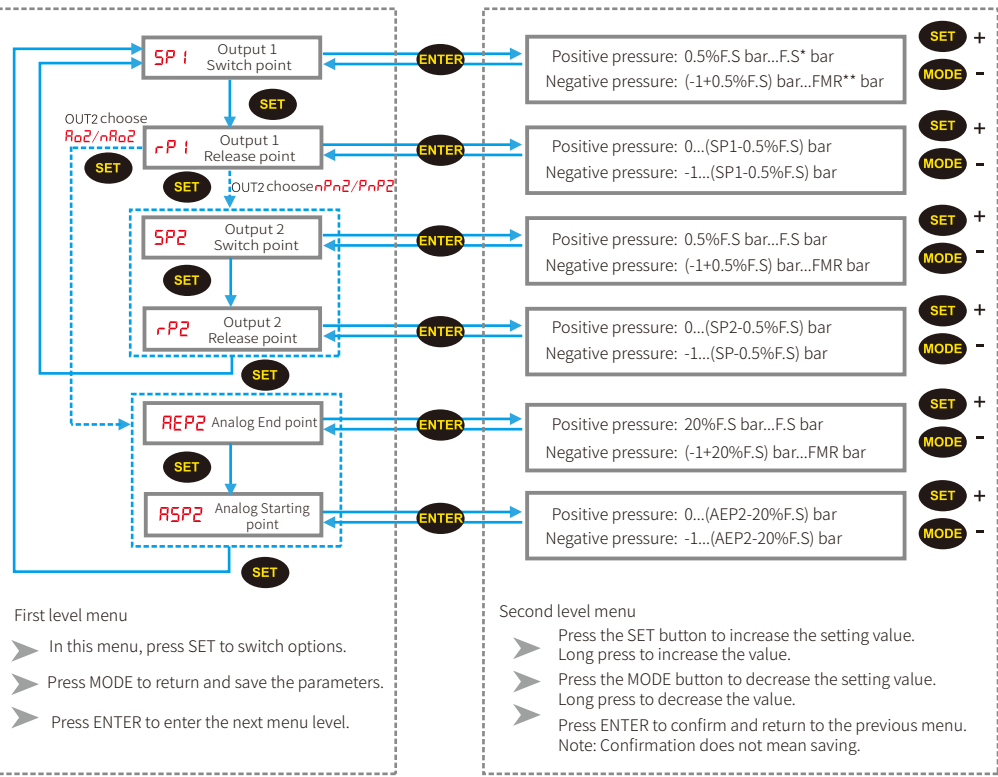 SP1 Output 1
Switch point
ENTER
Positive pressure: 0.5%F.S bar...F.S* bar
Negative pressure: (-1+0.5%F.S) bar...FMR** bar
SET +
MODE -
SET
OUT2 choose
Ao2/nAo2
SET
rP1 Output 1
Release point
ENTER
Positive pressure: 0...(SP1-0.5%F.S) bar
Negative pressure: -1...(SP1-0.5%F.S) bar
SET +
MODE -
SET
OUT2 choose nPn2/PnP2
SP2 Output 2
Switch point
ENTER
Positive pressure: 0.5%F.S bar...F.S bar
Negative pressure: (-1+0.5%F.S) bar...FMR bar
SET +
MODE -
SET
rP2 Output 2
Release point
ENTER
Positive pressure: 0...(SP2-0.5%F.S) bar
Negative pressure: -1...(SP-0.5%F.S) bar
SET +
MODE -
SET
AEP2 Analog End point
ENTER
Positive pressure: 20%F.S bar...F.S bar
Negative pressure: (-1+20%F.S) bar...FMR bar
SET +
MODE -
SET
ASP2 Analog Starting
point
ENTER
Positive pressure: 0...(AEP2-20%F.S) bar
Negative pressure: -1...(AEP2-20%F.S) bar
SET +
MODE -
SET
First level menu
In this menu, press SET to switch options.
Press MODE to return and save the parameters.
Press ENTER to enter the next menu level.
Second level menu
Press the SET button to increase the setting value.
Long press to increase the value.
Press the MODE button to decrease the setting value.
Long press to decrease the value.
Press ENTER to confirm and return to the previous menu.
Note: Confirmation does not mean saving.